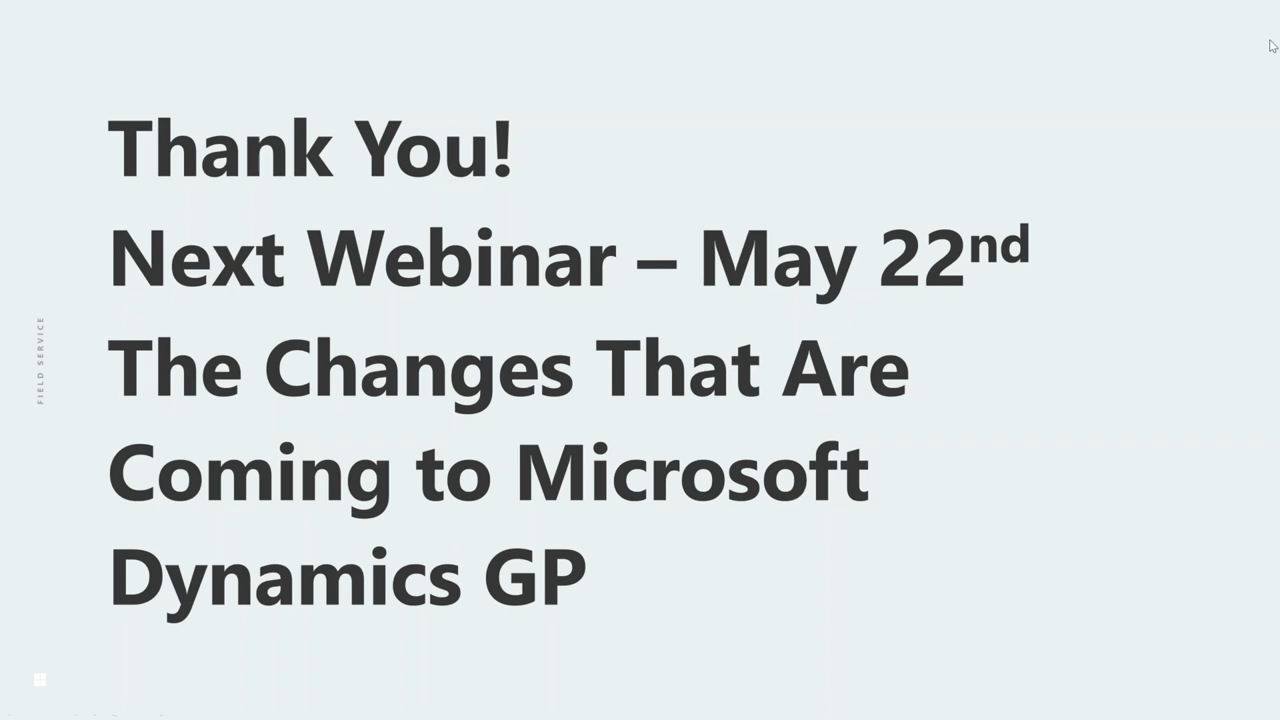 Thank You!
Next Webinar – May 22nd
The Changes That Are
Coming to Microsoft
Dynamics GP
FIELD SERVICE